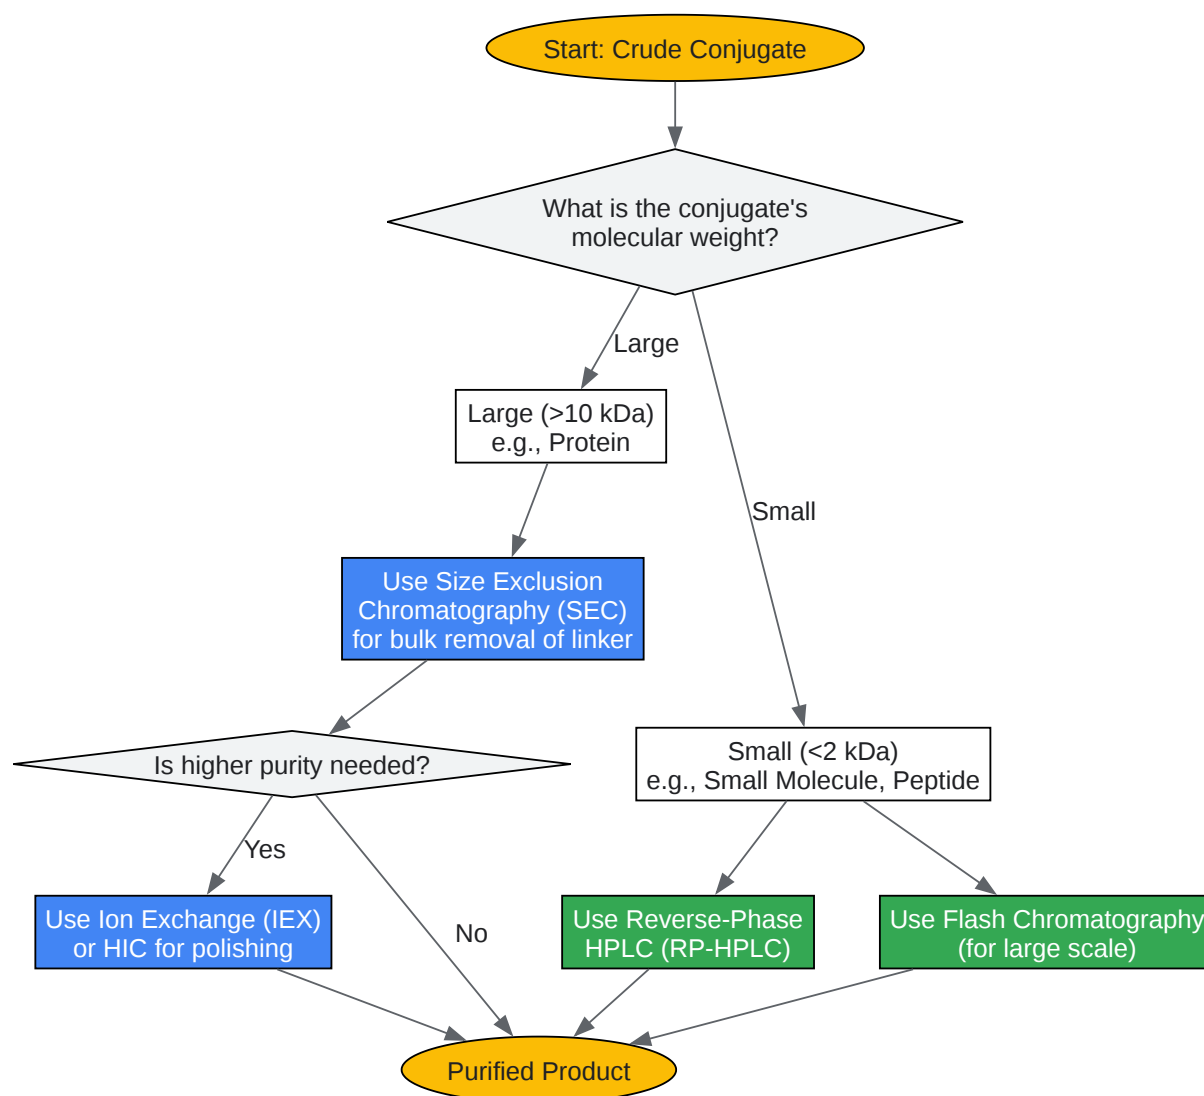 Start: Crude Conjugate
What is the conjugate's
molecular weight?
Large
Large (>10 kDa)
e.g., Protein
Small
Use Size Exclusion
Chromatography (SEC)
for bulk removal of linker
Is higher purity needed?
Small (<2 kDa)
e.g., Small Molecule, Peptide
Yes
No
Use Ion Exchange (IEX)
or HIC for polishing
Use Reverse-Phase
HPLC (RP-HPLC)
Use Flash Chromatography
(for large scale)
Purified Product